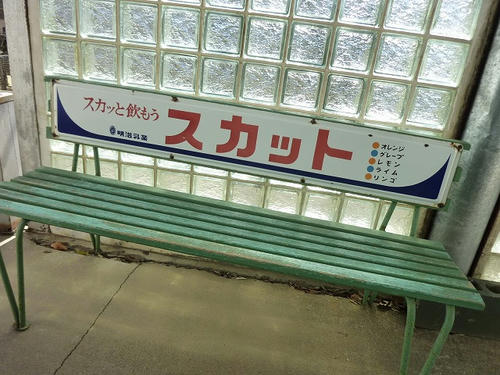 スカッと飲もう
明治乳業
スカット
オレンジ
グレープ
レモン
ライム
リンゴ